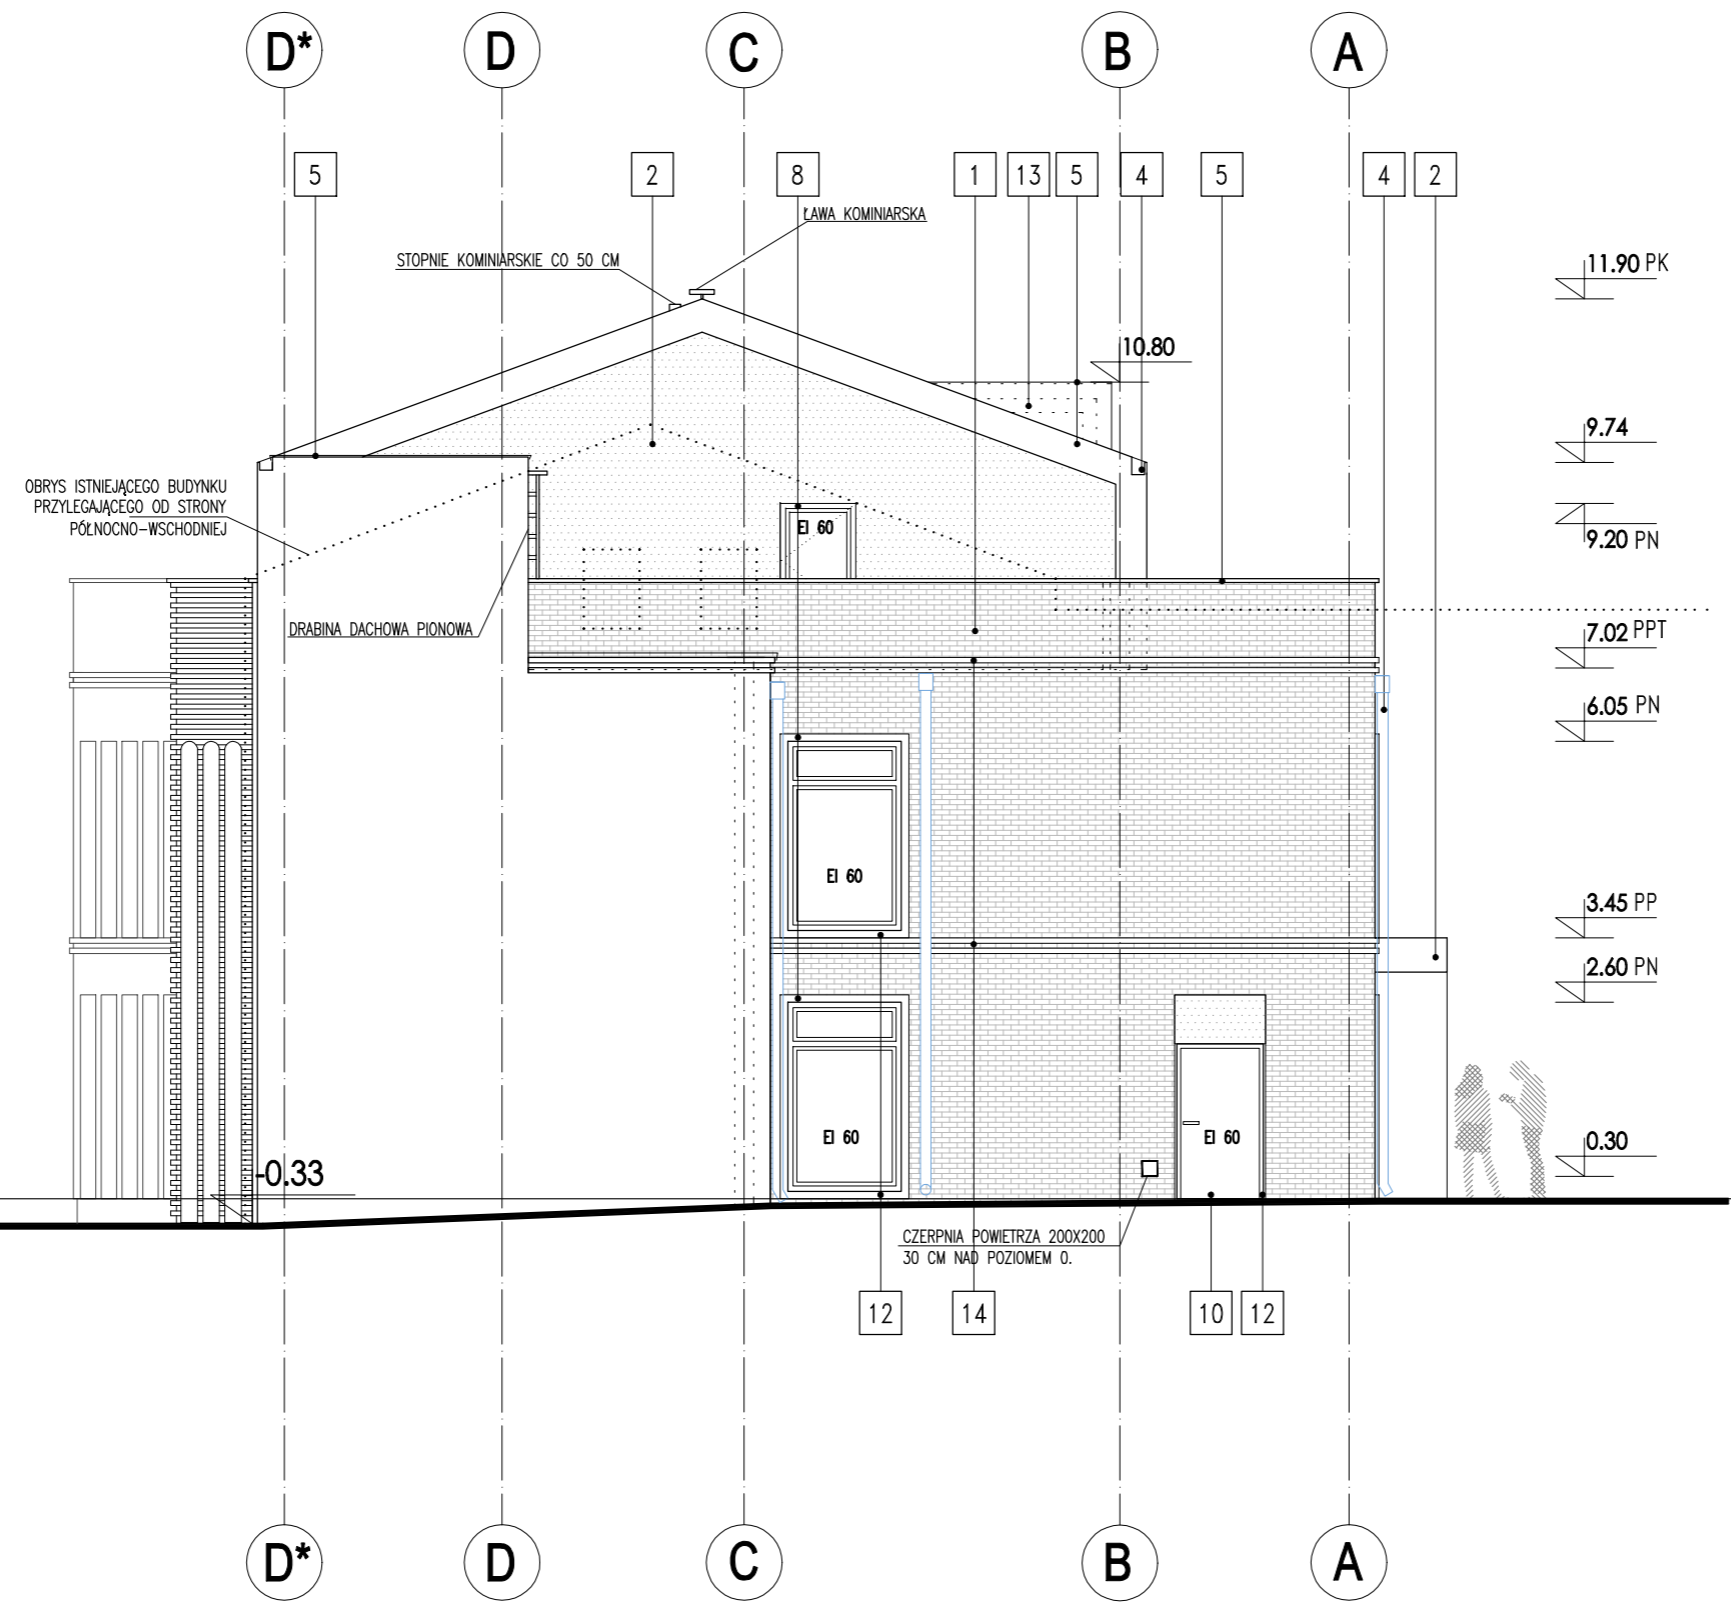 D* D C B A
5 2 8 1 13 5 4 5 4 2
ŁAWA KOMINIARSKA
STOPNIE KOMINIARSKIE CO 50 CM
11.90 PK
10.80
9.74
OBRYS ISTNIEJĄCEGO BUDYNKU
PRZYLEGAJĄCEGO OD STRONY
PÓŁNOCNO-WSCHODNIEJ
EI 60
9.20 PN
DRABINA DACHOWA PIONOWA
7.02 PPT
6.05 PN
EI 60
3.45 PP
2.60 PN
EI 60
EI 60
0.30
-0.33
CZERPNIA POWIETRZA 200X200
30 CM NAD POZIOMEM 0.
12 14 10 12
D* D C B A